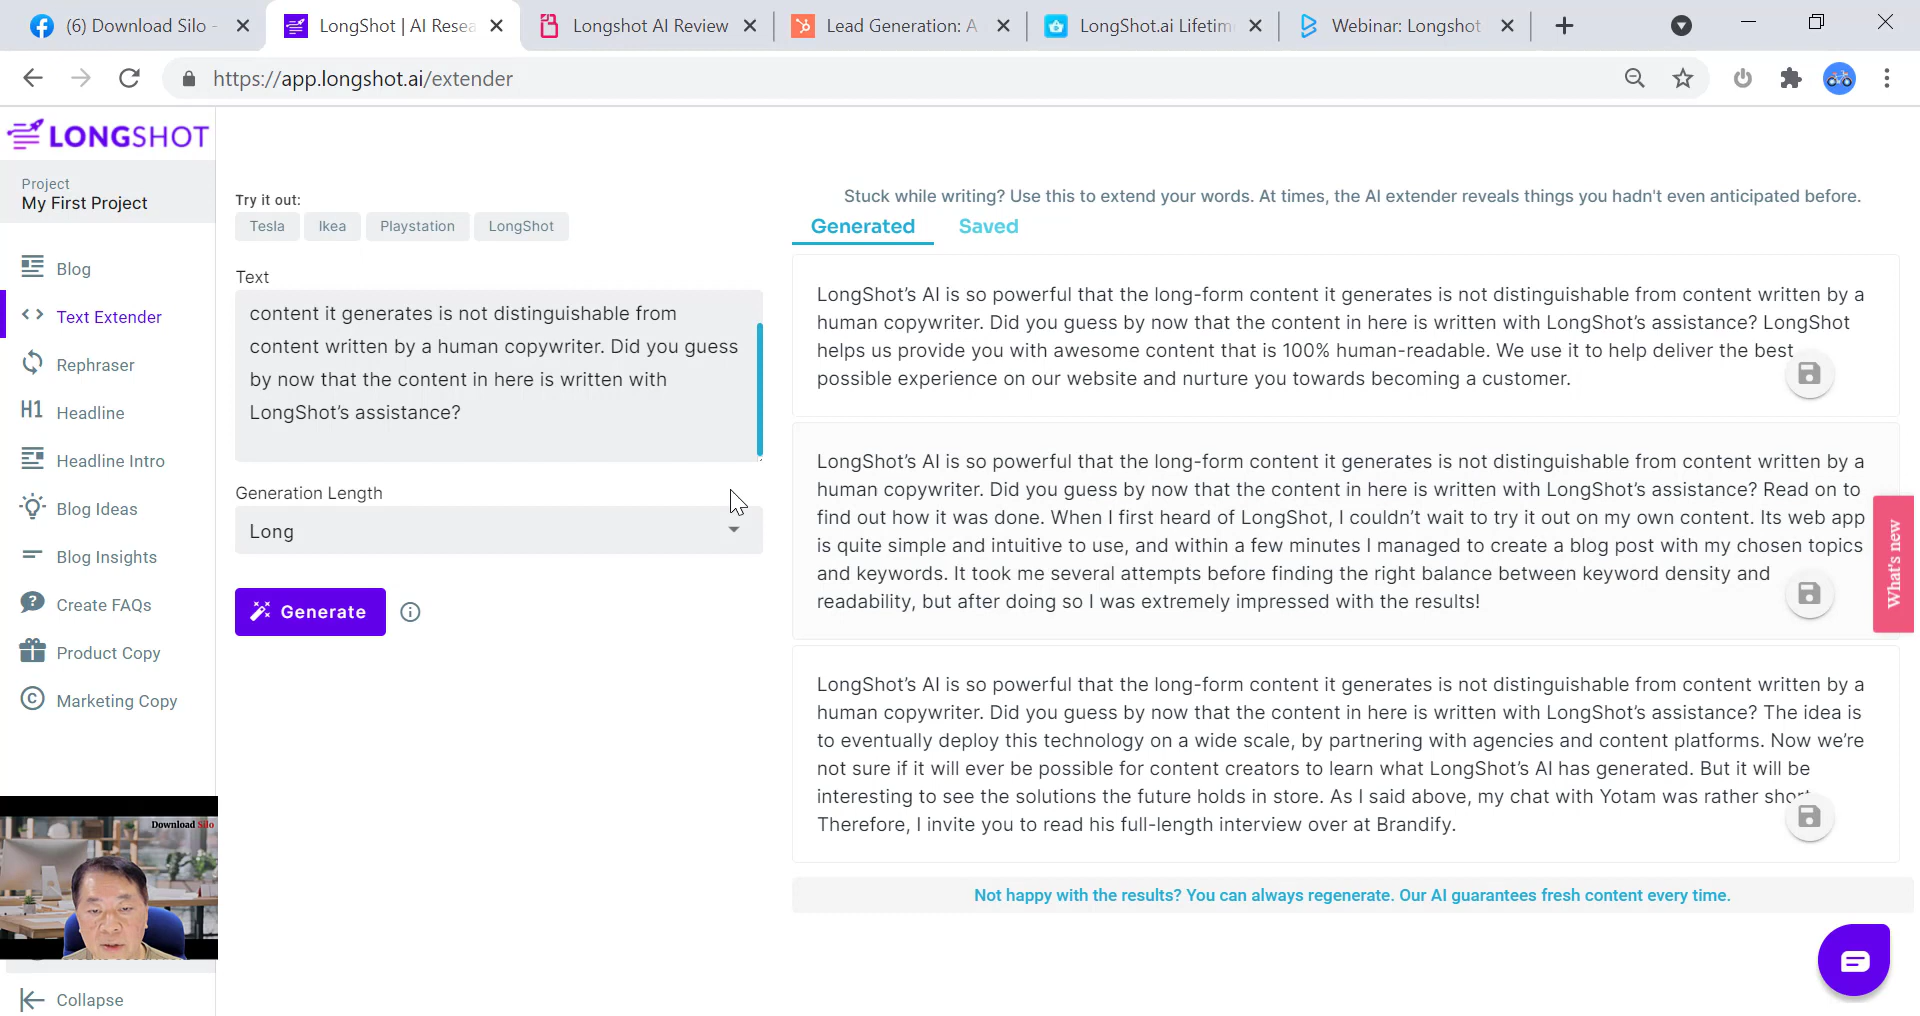 (6) Download Silo -
LongShot | AI Resea
Longshot AI Review
Lead Generation: A
LongShot.ai Lifetim
Webinar: Longshot
https://app.longshot.ai/extender
LONGSHOT
Project
My First Project
Blog
Text Extender
Rephraser
H1 Headline
Headline Intro
Blog Ideas
Blog Insights
Create FAQs
Product Copy
Marketing Copy
Download Silo
Collapse
Try it out:
Tesla Ikea Playstation LongShot
Text
content it generates is not distinguishable from
content written by a human copywriter. Did you guess
by now that the content in here is written with
LongShot's assistance?
Generation Length
Long
Generate
Stuck while writing? Use this to extend your words. At times, the AI extender reveals things you hadn't even anticipated before.
Generated Saved
LongShot's AI is so powerful that the long-form content it generates is not distinguishable from content written by a
human copywriter. Did you guess by now that the content in here is written with LongShot's assistance? LongShot
helps us provide you with awesome content that is 100% human-readable. We use it to help deliver the best
possible experience on our website and nurture you towards becoming a customer.
LongShot's AI is so powerful that the long-form content it generates is not distinguishable from content written by a
human copywriter. Did you guess by now that the content in here is written with LongShot's assistance? Read on to
find out how it was done. When I first heard of LongShot, I couldn't wait to try it out on my own content. Its web app
is quite simple and intuitive to use, and within a few minutes I managed to create a blog post with my chosen topics
and keywords. It took me several attempts before finding the right balance between keyword density and
readability, but after doing so I was extremely impressed with the results!
LongShot's AI is so powerful that the long-form content it generates is not distinguishable from content written by a
human copywriter. Did you guess by now that the content in here is written with LongShot's assistance? The idea is
to eventually deploy this technology on a wide scale, by partnering with agencies and content platforms. Now we're
not sure if it will ever be possible for content creators to learn what LongShot's AI has generated. But it will be
interesting to see the solutions the future holds in store. As I said above, my chat with Yotam was rather short.
Therefore, I invite you to read his full-length interview over at Brandify.
Not happy with the results? You can always regenerate. Our AI guarantees fresh content every time.
What's new